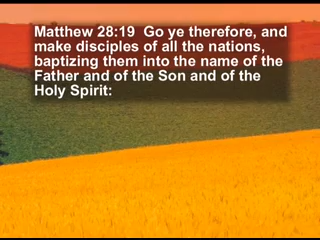 Matthew 28:19  Go ye therefore, and
make disciples of all the nations,
baptizing them into the name of the
Father and of the Son and of the
Holy Spirit: